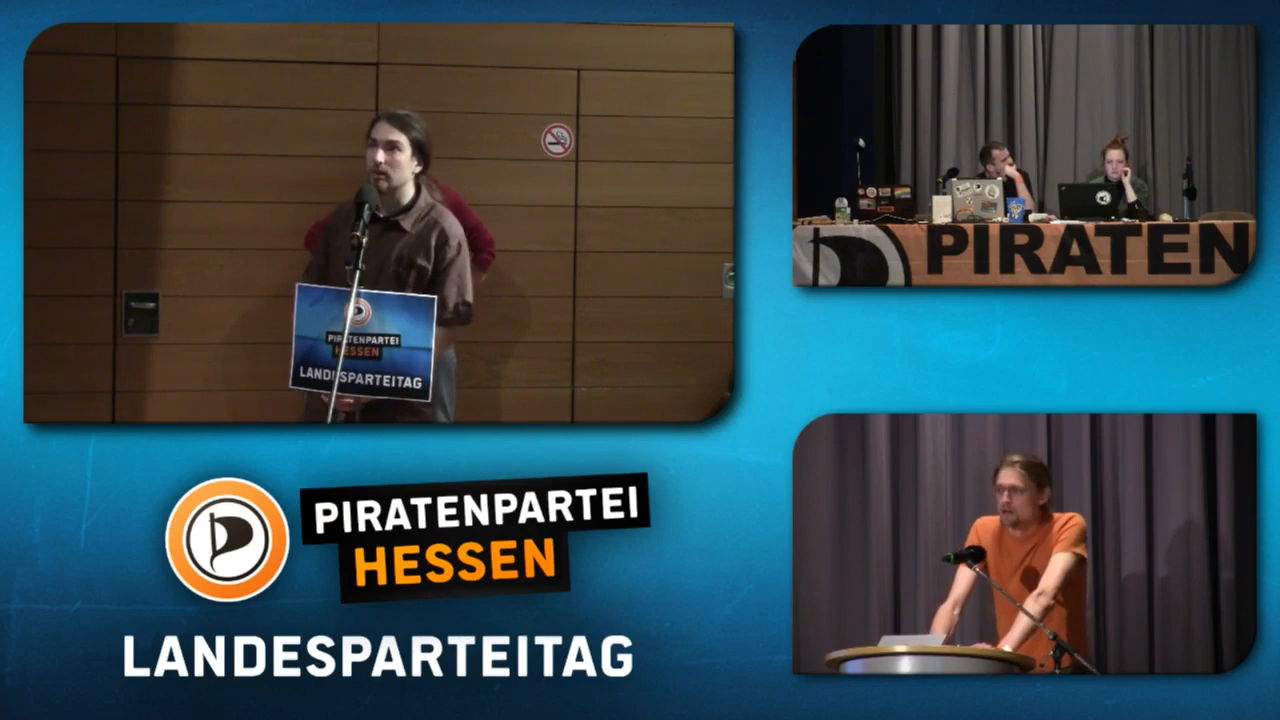 PIRATENPARTEI
HESSEN
LANDESPARTEITAG
PIRATEN
PIRATENPARTEI
HESSEN
LANDESPARTEITAG